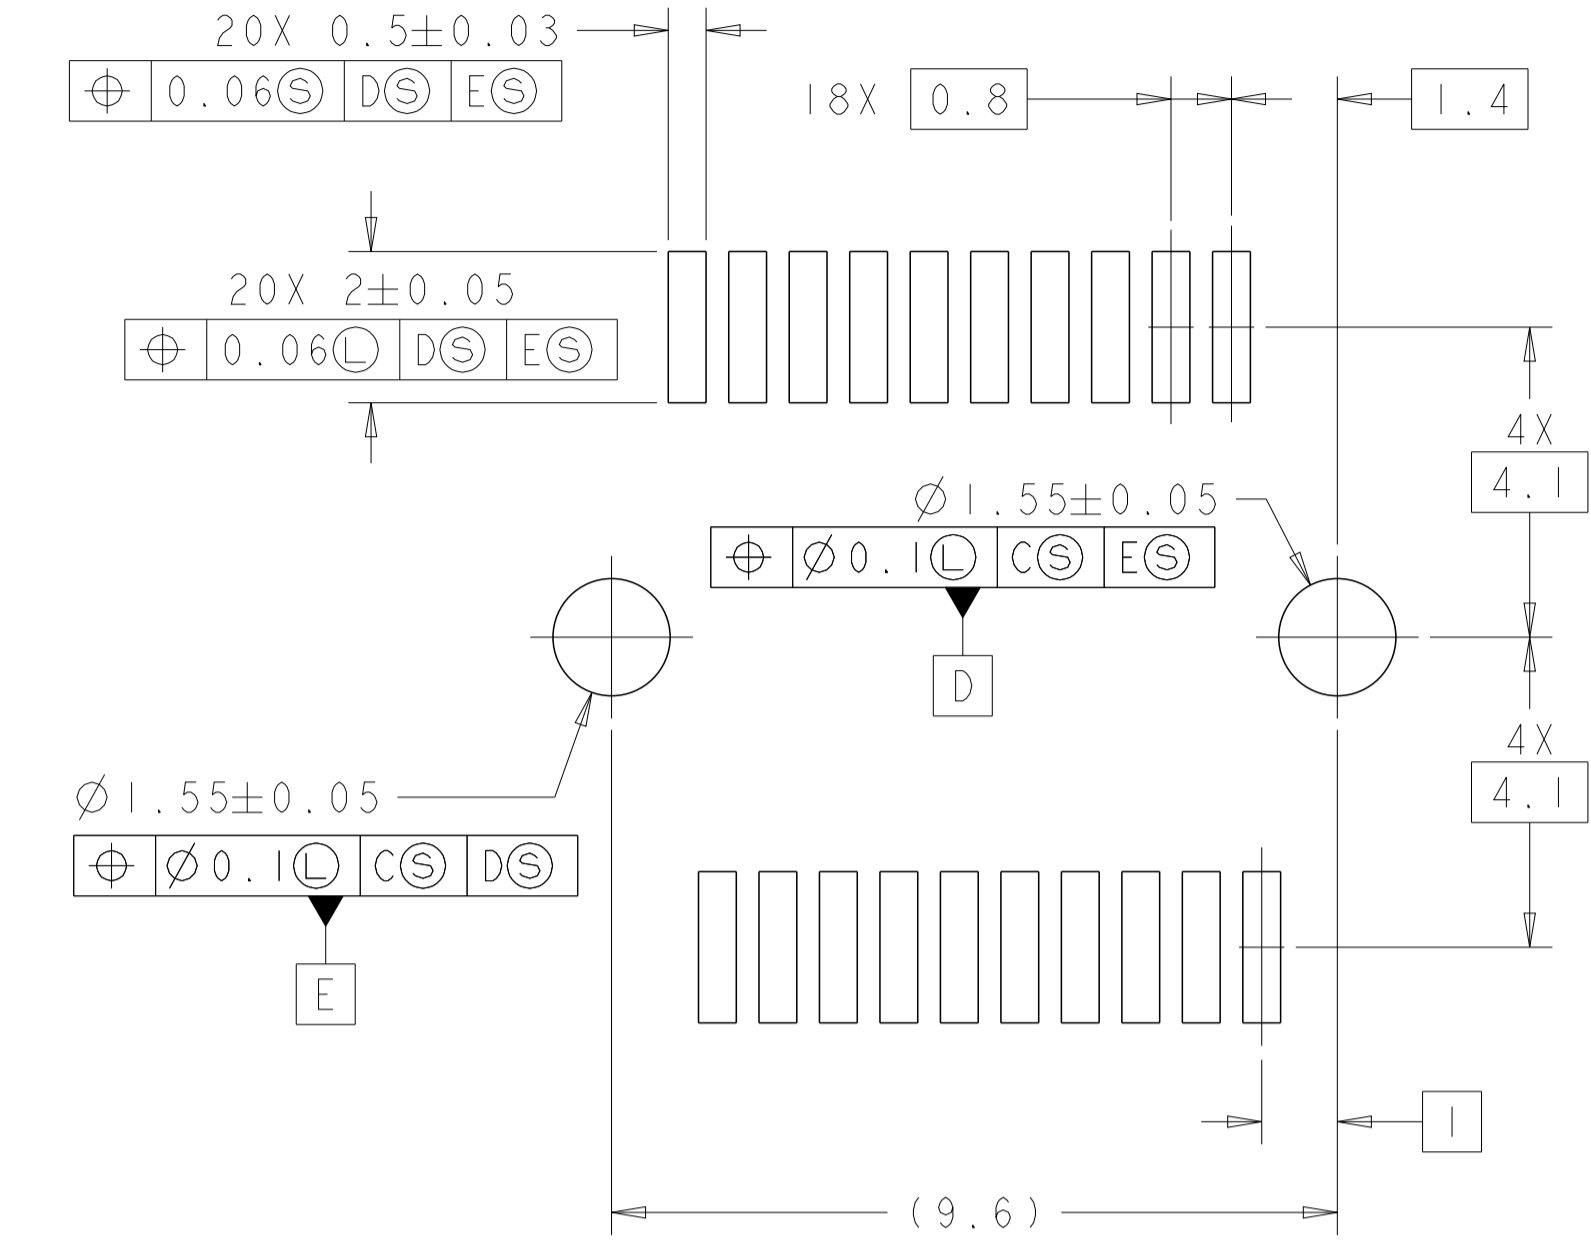 20X 0.5±0.03
⌖ 0.06Ⓢ DⓈ EⓈ
18X 0.8
1.4
20X 2±0.05
⌖ 0.06Ⓛ DⓈ EⓈ
4X
4.1
Ø1.55±0.05
⌖ Ø0.1Ⓛ CⓈ EⓈ
D
4X
4.1
Ø1.55±0.05
⌖ Ø0.1Ⓛ CⓈ DⓈ
E
1
(9.6)